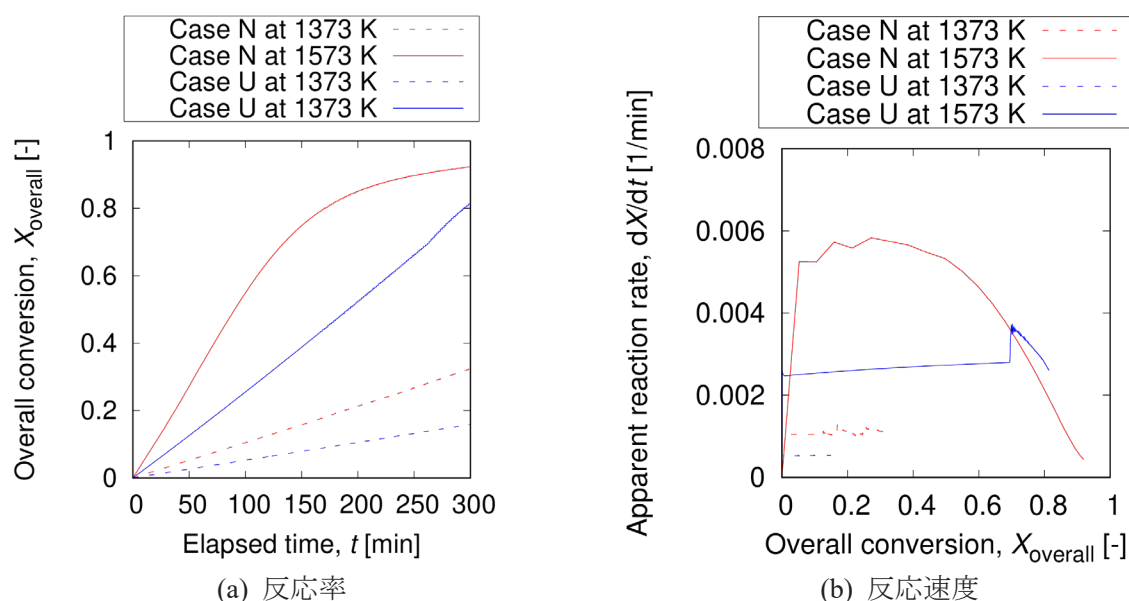 Case N at 1373 K
Case N at 1573 K
Case U at 1373 K
Case U at 1373 K
1
0.8
0.6
0.4
0.2
0
0 50 100 150 200 250 300
Overall conversion, Xoverall [-]
Elapsed time, t [min]
(a) 反応率
Case N at 1373 K
Case N at 1573 K
Case U at 1373 K
Case U at 1573 K
0.008
0.006
0.004
0.002
0
0 0.2 0.4 0.6 0.8 1
Apparent reaction rate, dX/dt [1/min]
Overall conversion, Xoverall [-]
(b) 反応速度